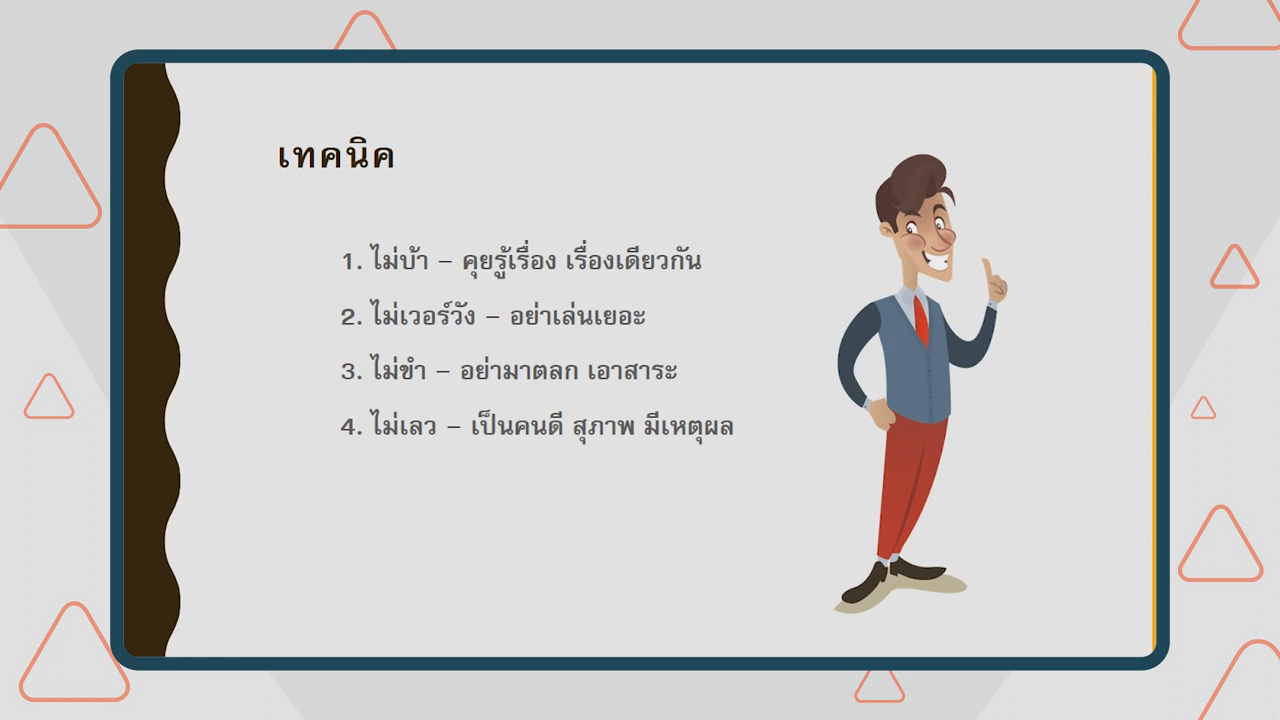 เทคนิค
1. ไม่บ้า – คุยรู้เรื่อง เรื่องเดียวกัน
2. ไม่เวอร์วัง – อย่าเล่นเยอะ
3. ไม่ขำ – อย่ามาตลก เอาสาระ
4. ไม่เลว – เป็นคนดี สุภาพ มีเหตุผล